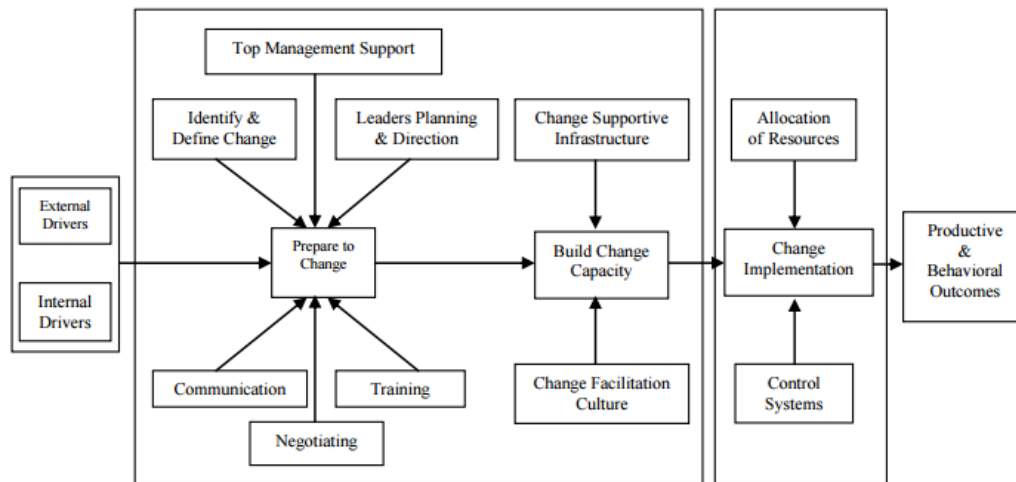 Top Management Support
Identify &
Define Change
Leaders Planning
& Direction
Change Supportive
Infrastructure
Allocation
of Resources
External
Drivers
Internal
Drivers
Prepare to
Change
Build Change
Capacity
Change
Implementation
Productive
&
Behavioral
Outcomes
Communication
Training
Negotiating
Change Facilitation
Culture
Control
Systems